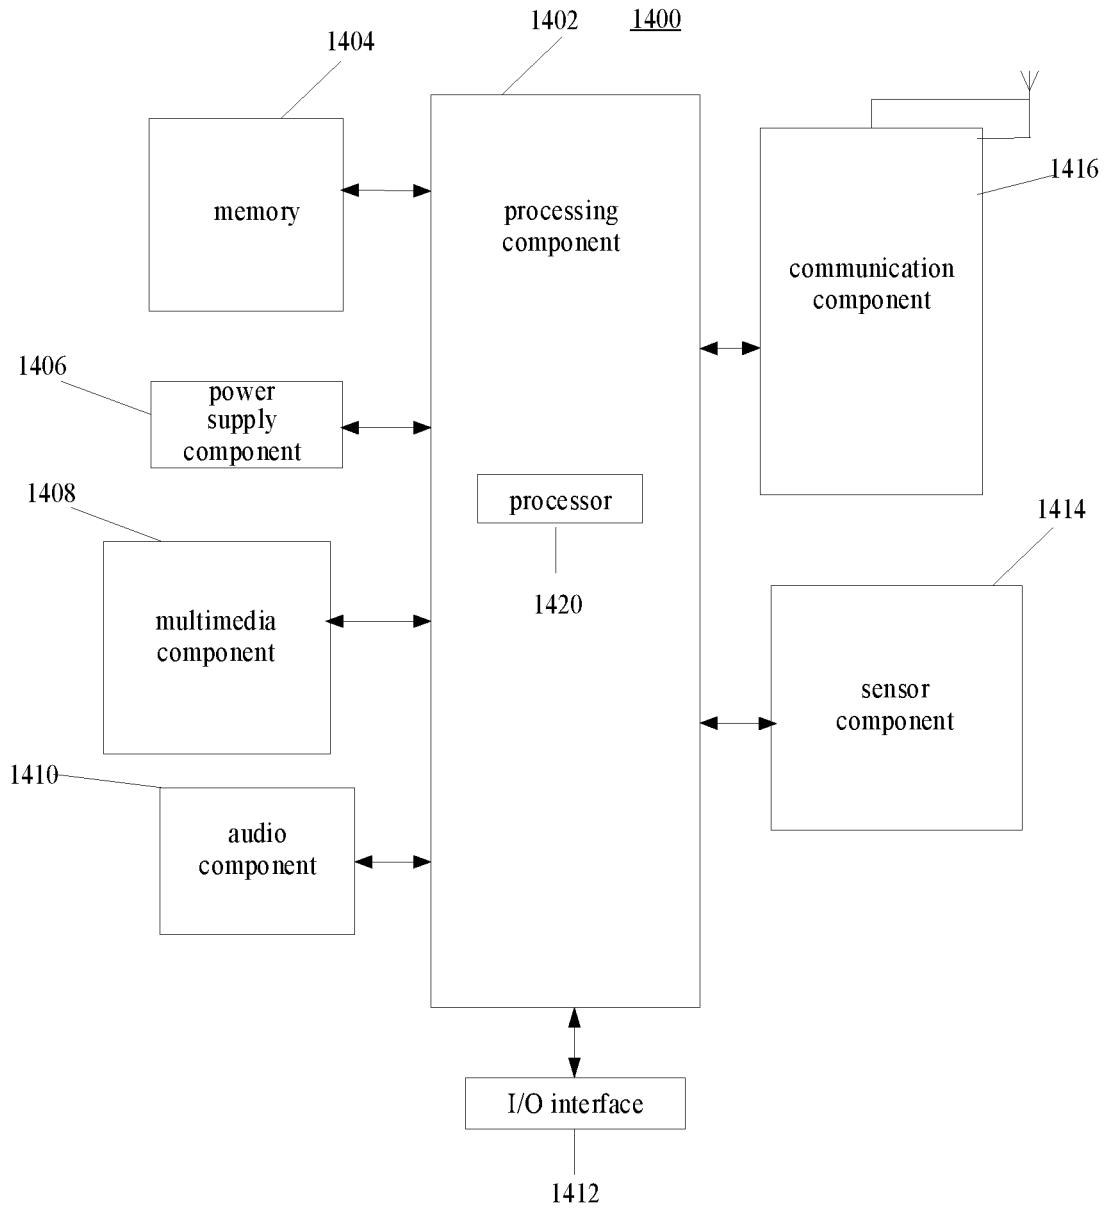 1402
1400
1404
memory
processing
component
1416
communication
component
1406
power
supply
component
1408
processor
1414
1420
multimedia
component
sensor
component
1410
audio
component
I/O interface
1412